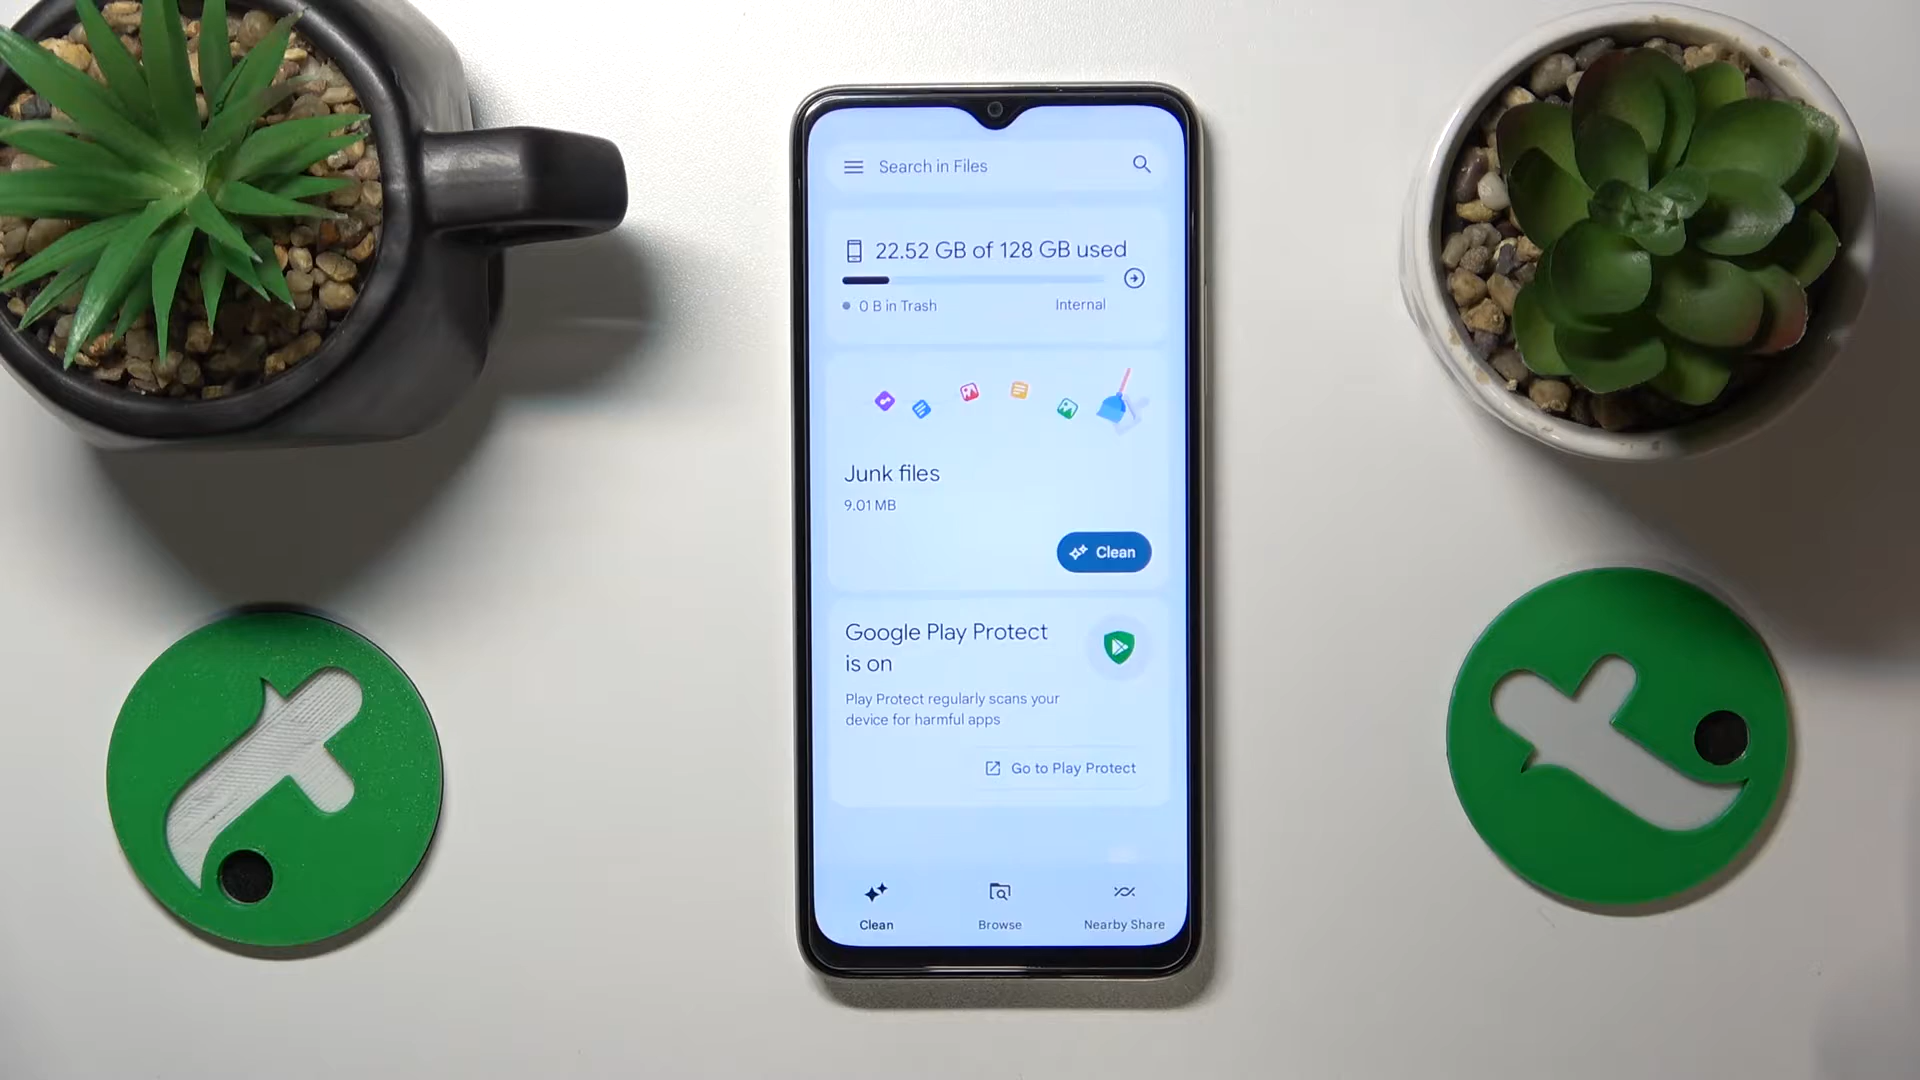 Search in Files
22.52 GB of 128 GB used
0 B in Trash
Internal
Junk files
9.01 MB
Clean
Google Play Protect
is on
Play Protect regularly scans your
device for harmful apps
Go to Play Protect
Clean
Browse
Nearby Share